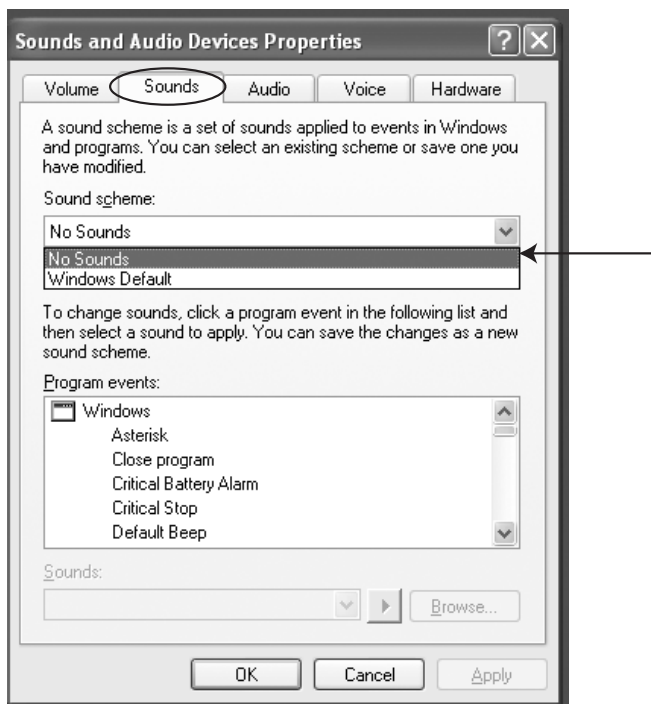 Sounds and Audio Devices Properties
Volume Sounds Audio Voice Hardware
A sound scheme is a set of sounds applied to events in Windows
and programs. You can select an existing scheme or save one you
have modified.
Sound scheme:
No Sounds
No Sounds
Windows Default
To change sounds, click a program event in the following list and
then select a sound to apply. You can save the changes as a new
sound scheme.
Program events:
Windows
Asterisk
Close program
Critical Battery Alarm
Critical Stop
Default Beep
Sounds:
Browse...
OK Cancel Apply